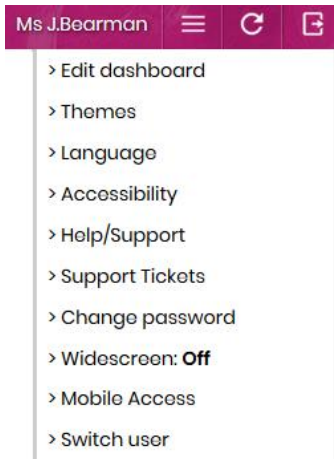 Ms J.Bearman
> Edit dashboard
> Themes
> Language
> Accessibility
> Help/Support
> Support Tickets
> Change password
> Widescreen: Off
> Mobile Access
> Switch user